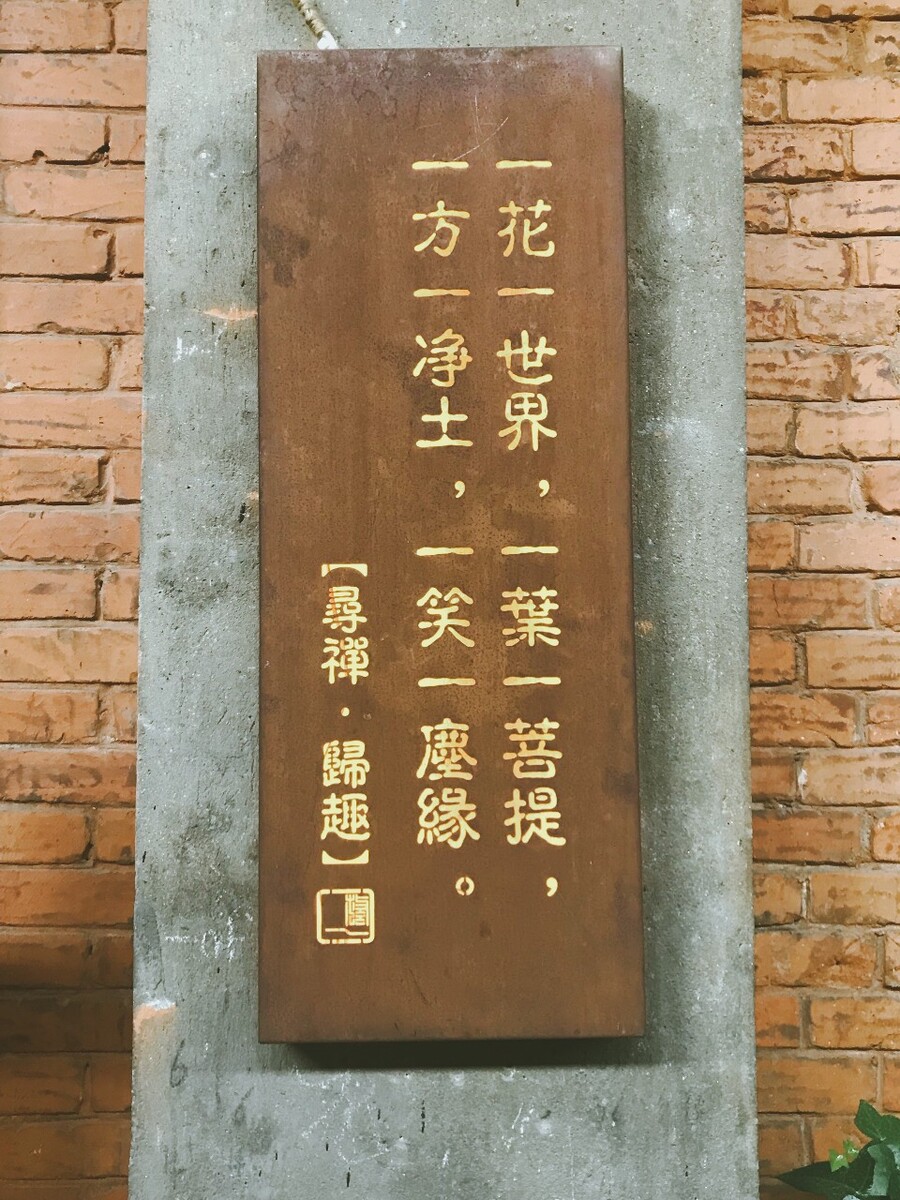 一花一世界，一葉一菩提，
一方一净土，一笑一塵緣。
【尋禪·歸趣】